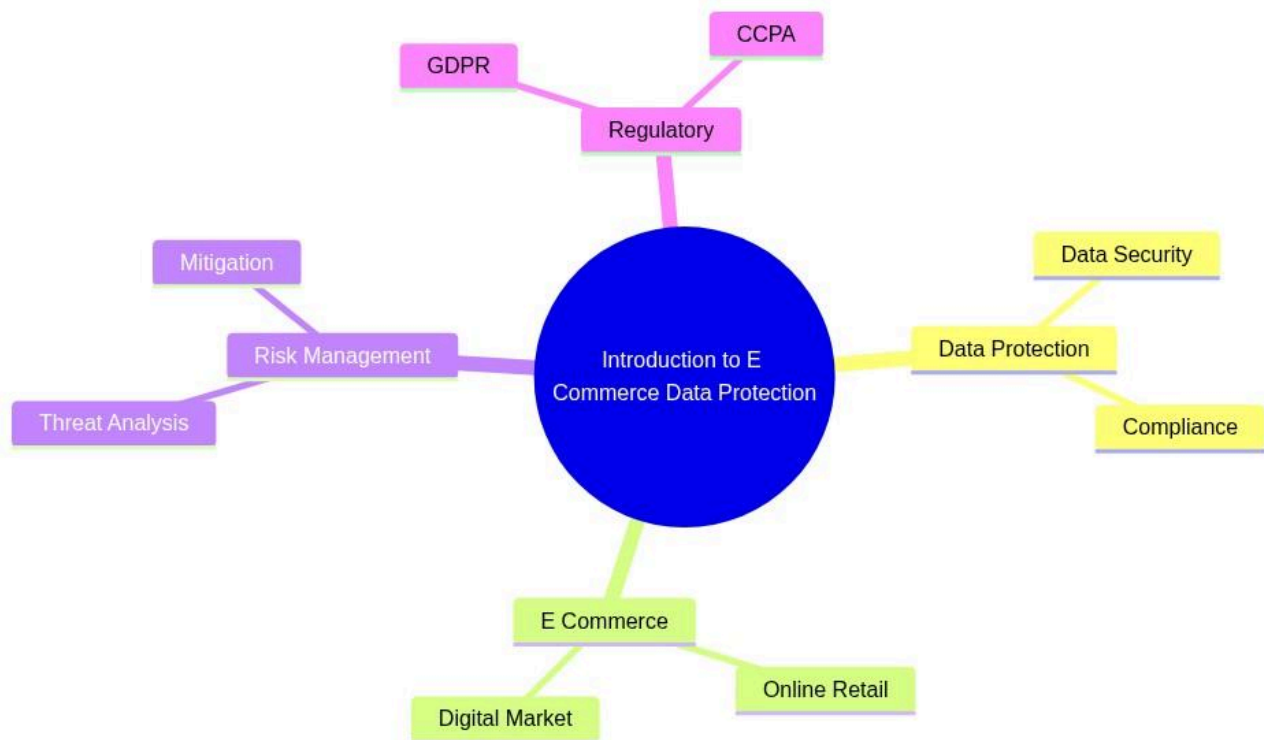 CCPA
GDPR
Regulatory
Data Security
Mitigation
Data Protection
Risk Management
Introduction to E
Commerce Data Protection
Threat Analysis
Compliance
E Commerce
Online Retail
Digital Market